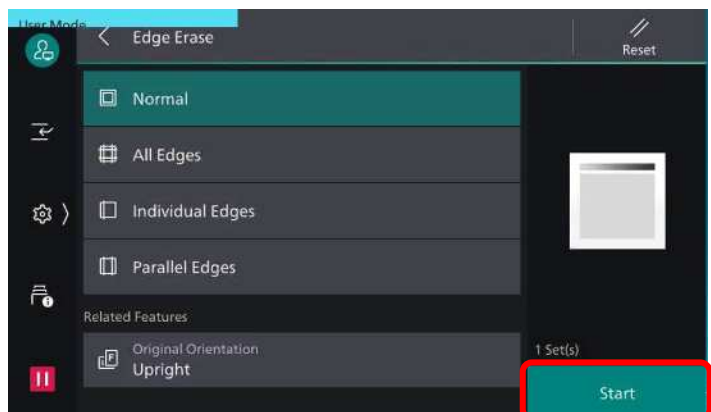 User Mode
Edge Erase
Reset
Normal
All Edges
Individual Edges
Parallel Edges
Related Features
Original Orientation
Upright
1 Set(s)
Start